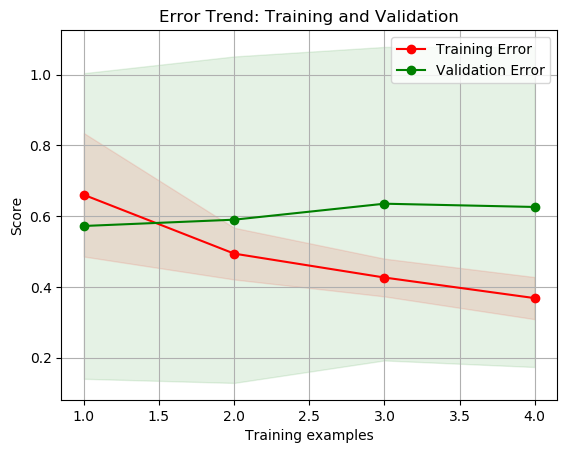 Error Trend: Training and Validation
Training Error
Validation Error
Score
1.0
0.8
0.6
0.4
0.2
1.0 1.5 2.0 2.5 3.0 3.5 4.0
Training examples